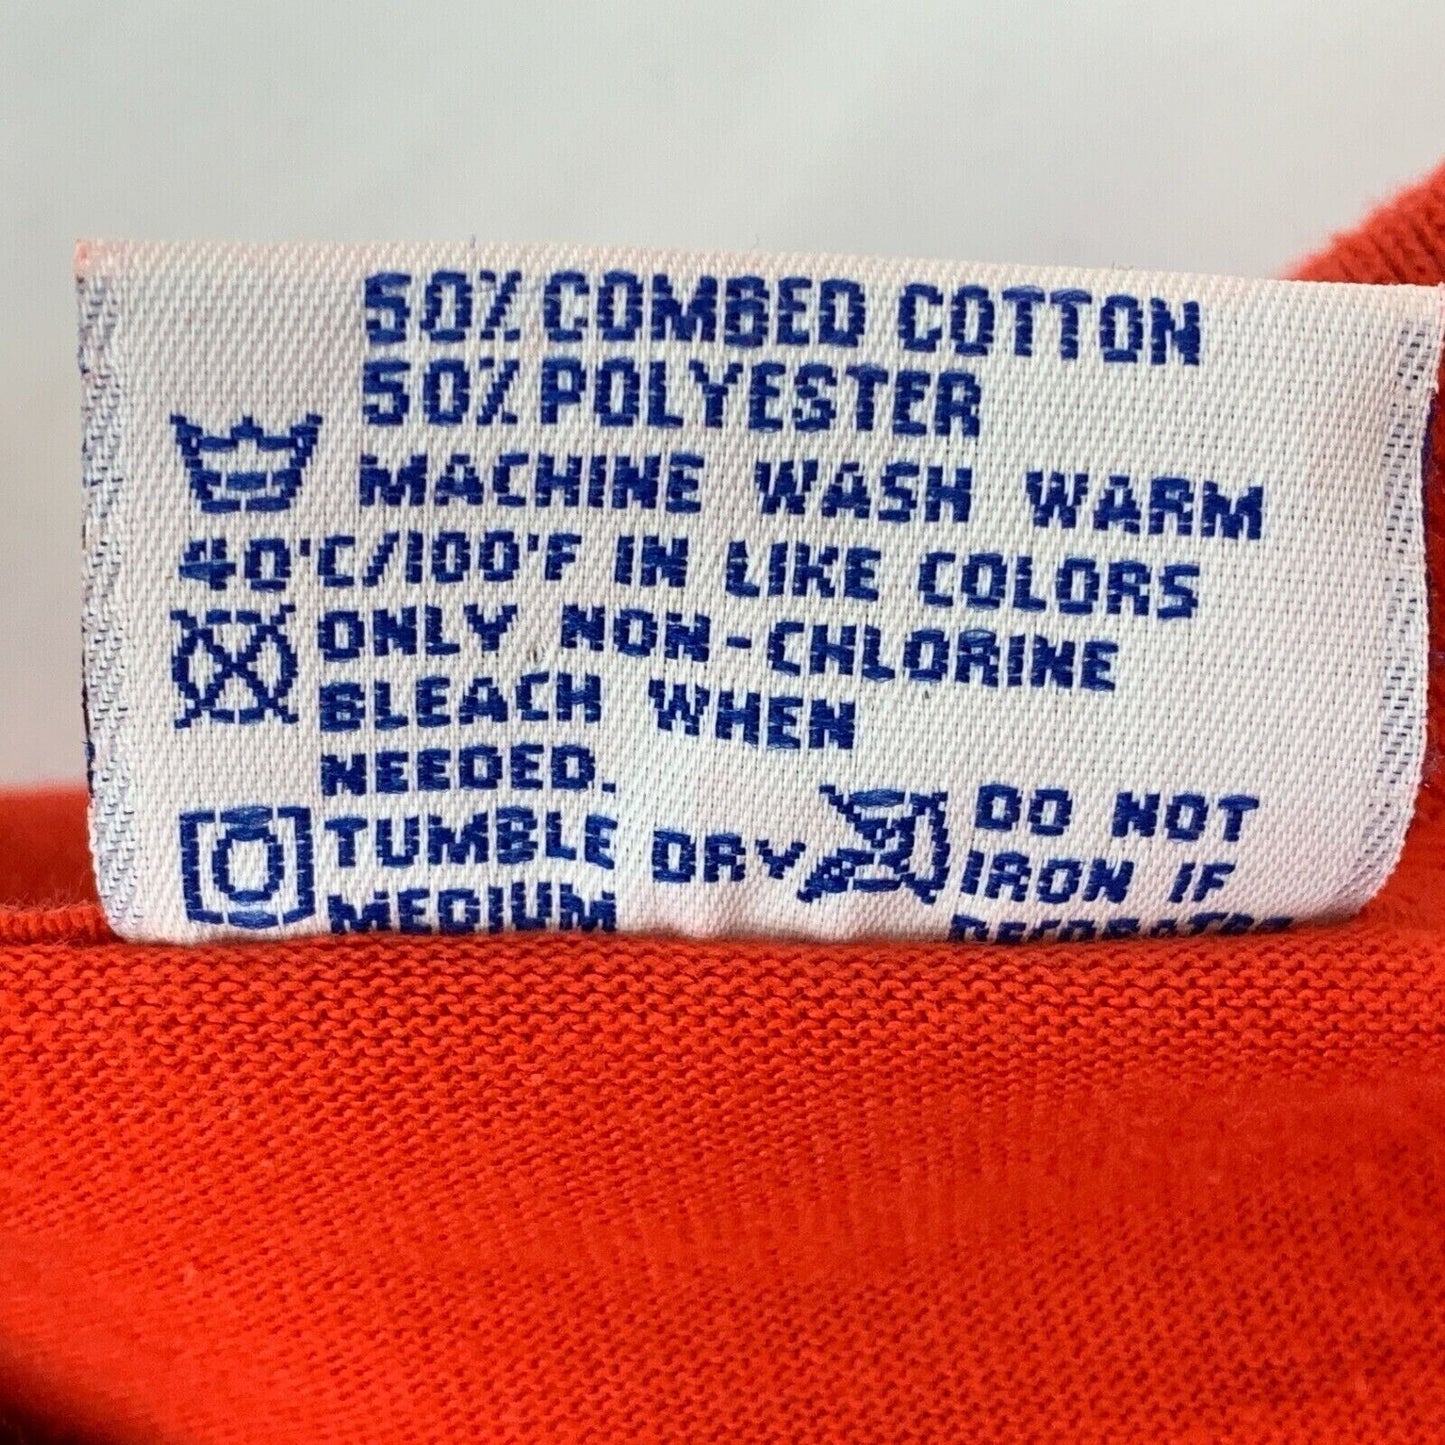 50% COMBED COTTON
50% POLYESTER
MACHINE WASH WARM
40°C/100°F IN LIKE COLORS
ONLY NON-CHLORINE
BLEACH WHEN
NEEDED.
TUMBLE DRY
MEDIUM
DO NOT
IRON IF
DECORATED